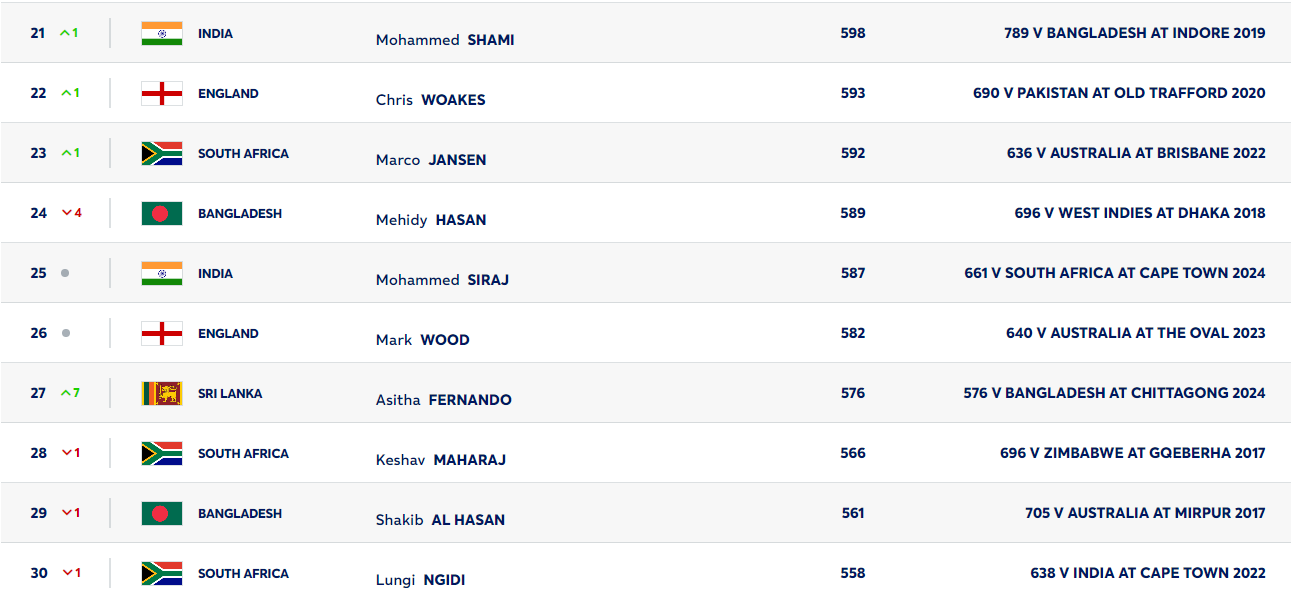 21 1 INDIA Mohammed SHAMI 598 789 V BANGLADESH AT INDORE 2019
22 1 ENGLAND Chris WOAKES 593 690 V PAKISTAN AT OLD TRAFFORD 2020
23 1 SOUTH AFRICA Marco JANSEN 592 636 V AUSTRALIA AT BRISBANE 2022
24 4 BANGLADESH Mehidy HASAN 589 696 V WEST INDIES AT DHAKA 2018
25 INDIA Mohammed SIRAJ 587 661 V SOUTH AFRICA AT CAPE TOWN 2024
26 ENGLAND Mark WOOD 582 640 V AUSTRALIA AT THE OVAL 2023
27 7 SRI LANKA Asitha FERNANDO 576 576 V BANGLADESH AT CHITTAGONG 2024
28 1 SOUTH AFRICA Keshav MAHARAJ 566 696 V ZIMBABWE AT GQEBERHA 2017
29 1 BANGLADESH Shakib AL HASAN 561 705 V AUSTRALIA AT MIRPUR 2017
30 1 SOUTH AFRICA Lungi NGIDI 558 638 V INDIA AT CAPE TOWN 2022